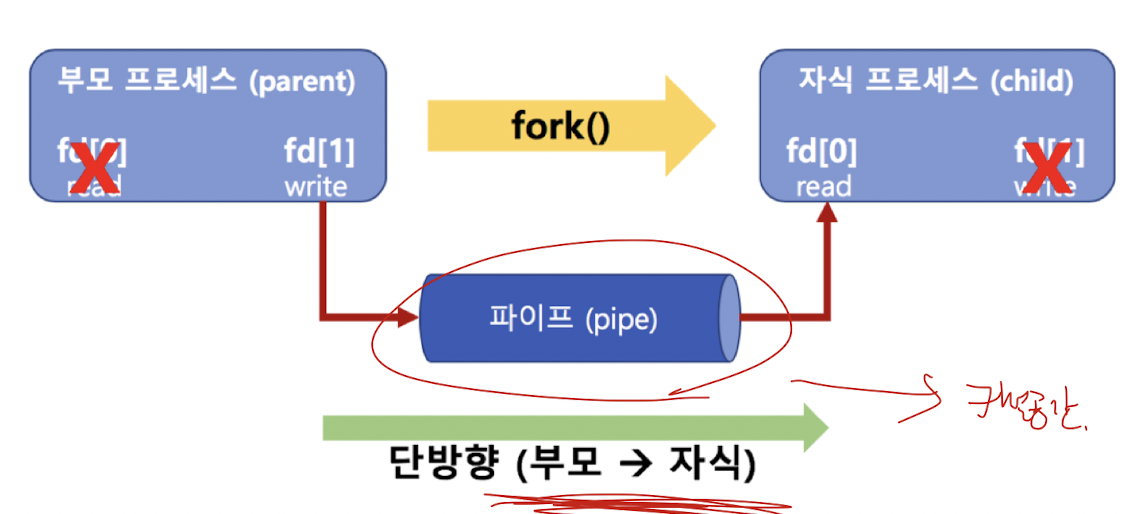 부모 프로세스 (parent)
fd[0] fd[1]
read write
fork()
자식 프로세스 (child)
fd[0] fd[1]
read write
파이프 (pipe)
커널공간.
단방향 (부모 → 자식)